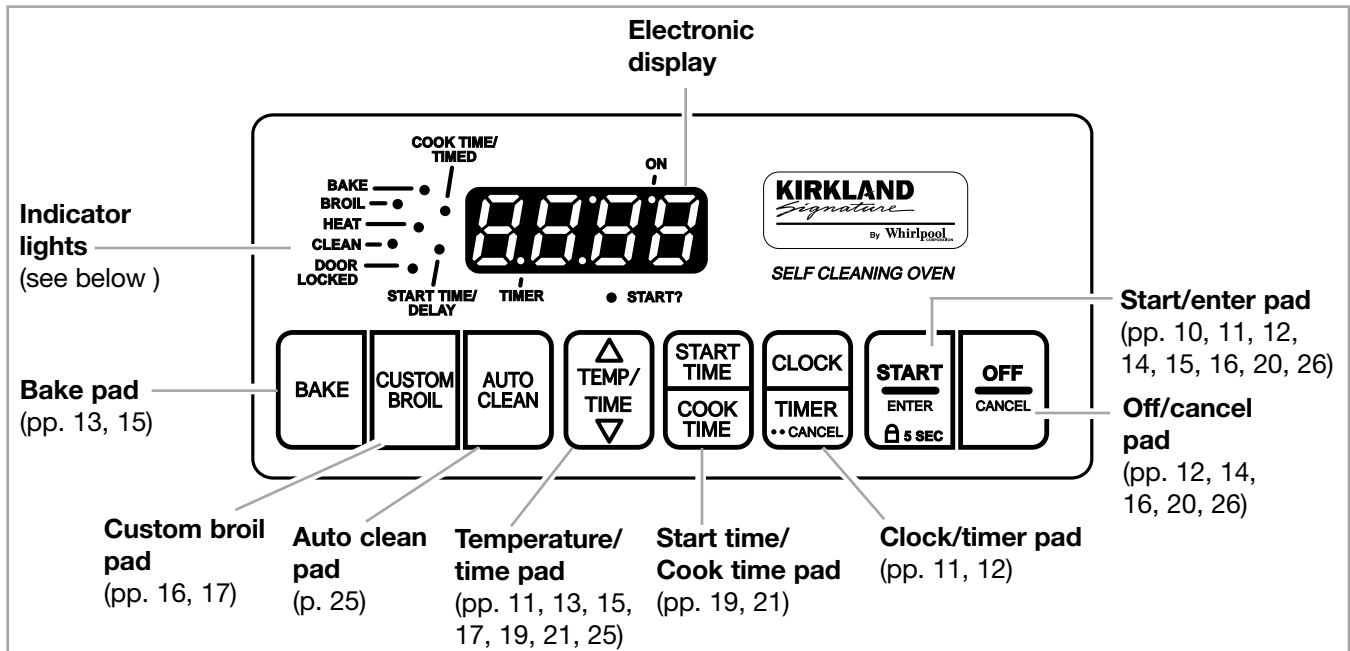 Electronic
display
COOK TIME/
TIMED
ON
BAKE
BROIL
HEAT
CLEAN
DOOR
LOCKED
START TIME/
DELAY
TIMER
START?
8.8:8.8
KIRKLAND
Signature
By Whirlpool
CORPORATION
SELF CLEANING OVEN
Indicator
lights
(see below )
BAKE
CUSTOM
BROIL
AUTO
CLEAN
TEMP/
TIME
START
TIME
COOK
TIME
CLOCK
TIMER
•• CANCEL
START
ENTER
5 SEC
OFF
CANCEL
Start/enter pad
(pp. 10, 11, 12,
14, 15, 16, 20, 26)
Bake pad
(pp. 13, 15)
Off/cancel
pad
(pp. 12, 14,
16, 20, 26)
Custom broil
pad
(pp. 16, 17)
Auto clean
pad
(p. 25)
Temperature/
time pad
(pp. 11, 13, 15,
17, 19, 21, 25)
Start time/
Cook time pad
(pp. 19, 21)
Clock/timer pad
(pp. 11, 12)